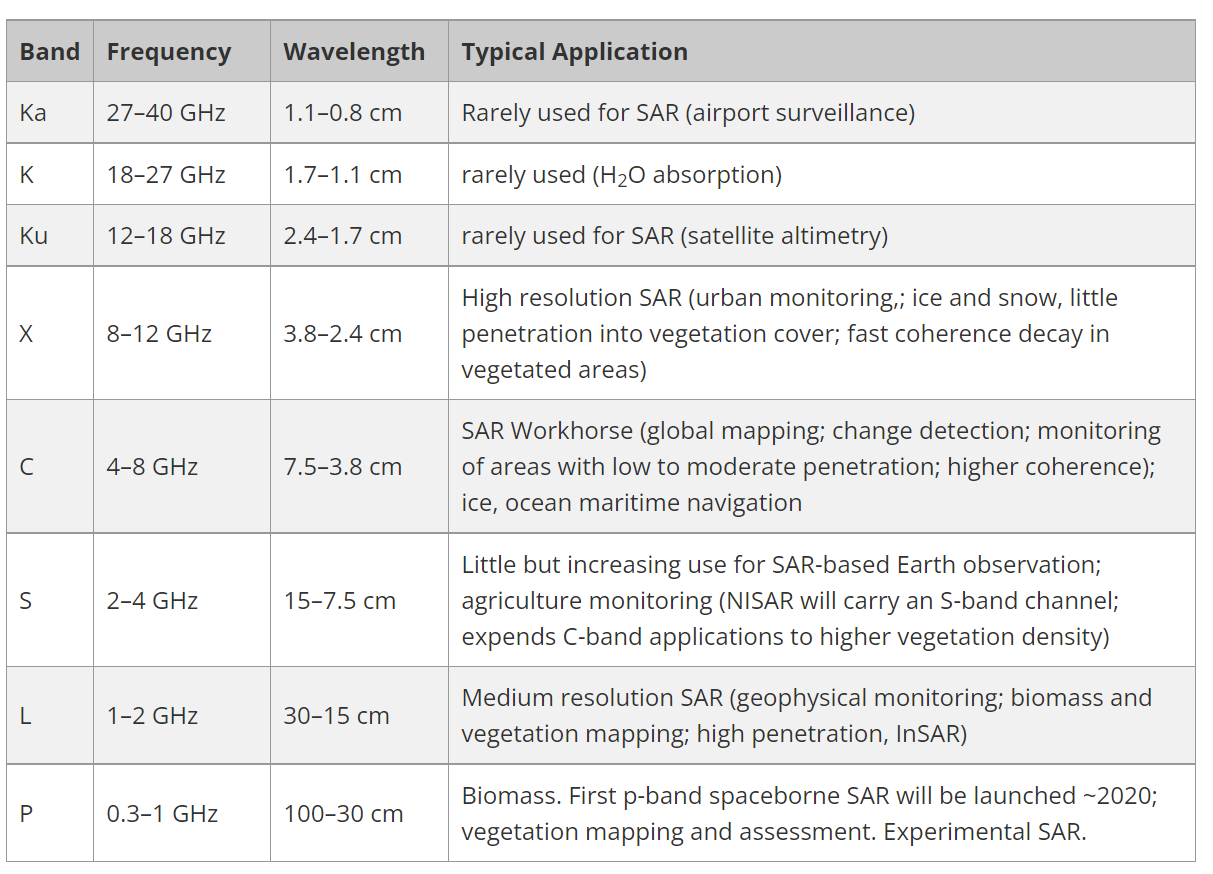 Band Frequency Wavelength Typical Application
Ka 27–40 GHz 1.1–0.8 cm Rarely used for SAR (airport surveillance)
K 18–27 GHz 1.7–1.1 cm rarely used (H₂O absorption)
Ku 12–18 GHz 2.4–1.7 cm rarely used for SAR (satellite altimetry)
X 8–12 GHz 3.8–2.4 cm High resolution SAR (urban monitoring,; ice and snow, little
penetration into vegetation cover; fast coherence decay in
vegetated areas)
C 4–8 GHz 7.5–3.8 cm SAR Workhorse (global mapping; change detection; monitoring
of areas with low to moderate penetration; higher coherence);
ice, ocean maritime navigation
S 2–4 GHz 15–7.5 cm Little but increasing use for SAR-based Earth observation;
agriculture monitoring (NISAR will carry an S-band channel;
expends C-band applications to higher vegetation density)
L 1–2 GHz 30–15 cm Medium resolution SAR (geophysical monitoring; biomass and
vegetation mapping; high penetration, InSAR)
P 0.3–1 GHz 100–30 cm Biomass. First p-band spaceborne SAR will be launched ~2020;
vegetation mapping and assessment. Experimental SAR.